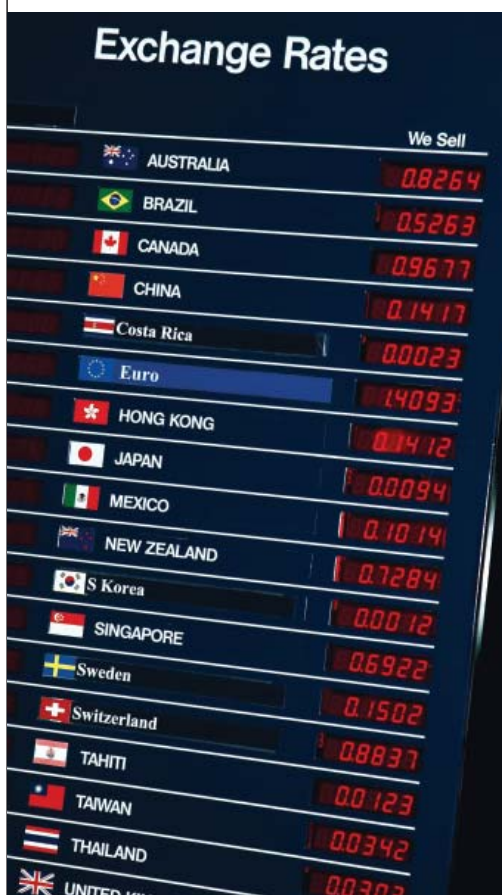 Exchange Rates
We Sell
AUSTRALIA 0.8264
BRAZIL 0.5263
CANADA 0.9677
CHINA 0.1417
Costa Rica 0.0023
Euro 1.4093
HONG KONG 0.1412
JAPAN 0.0094
MEXICO 0.1014
NEW ZEALAND 0.7284
S Korea 0.0012
SINGAPORE 0.6922
Sweden 0.1502
Switzerland 0.8837
TAHITI 0.0123
TAIWAN 0.0342
THAILAND
UNITED